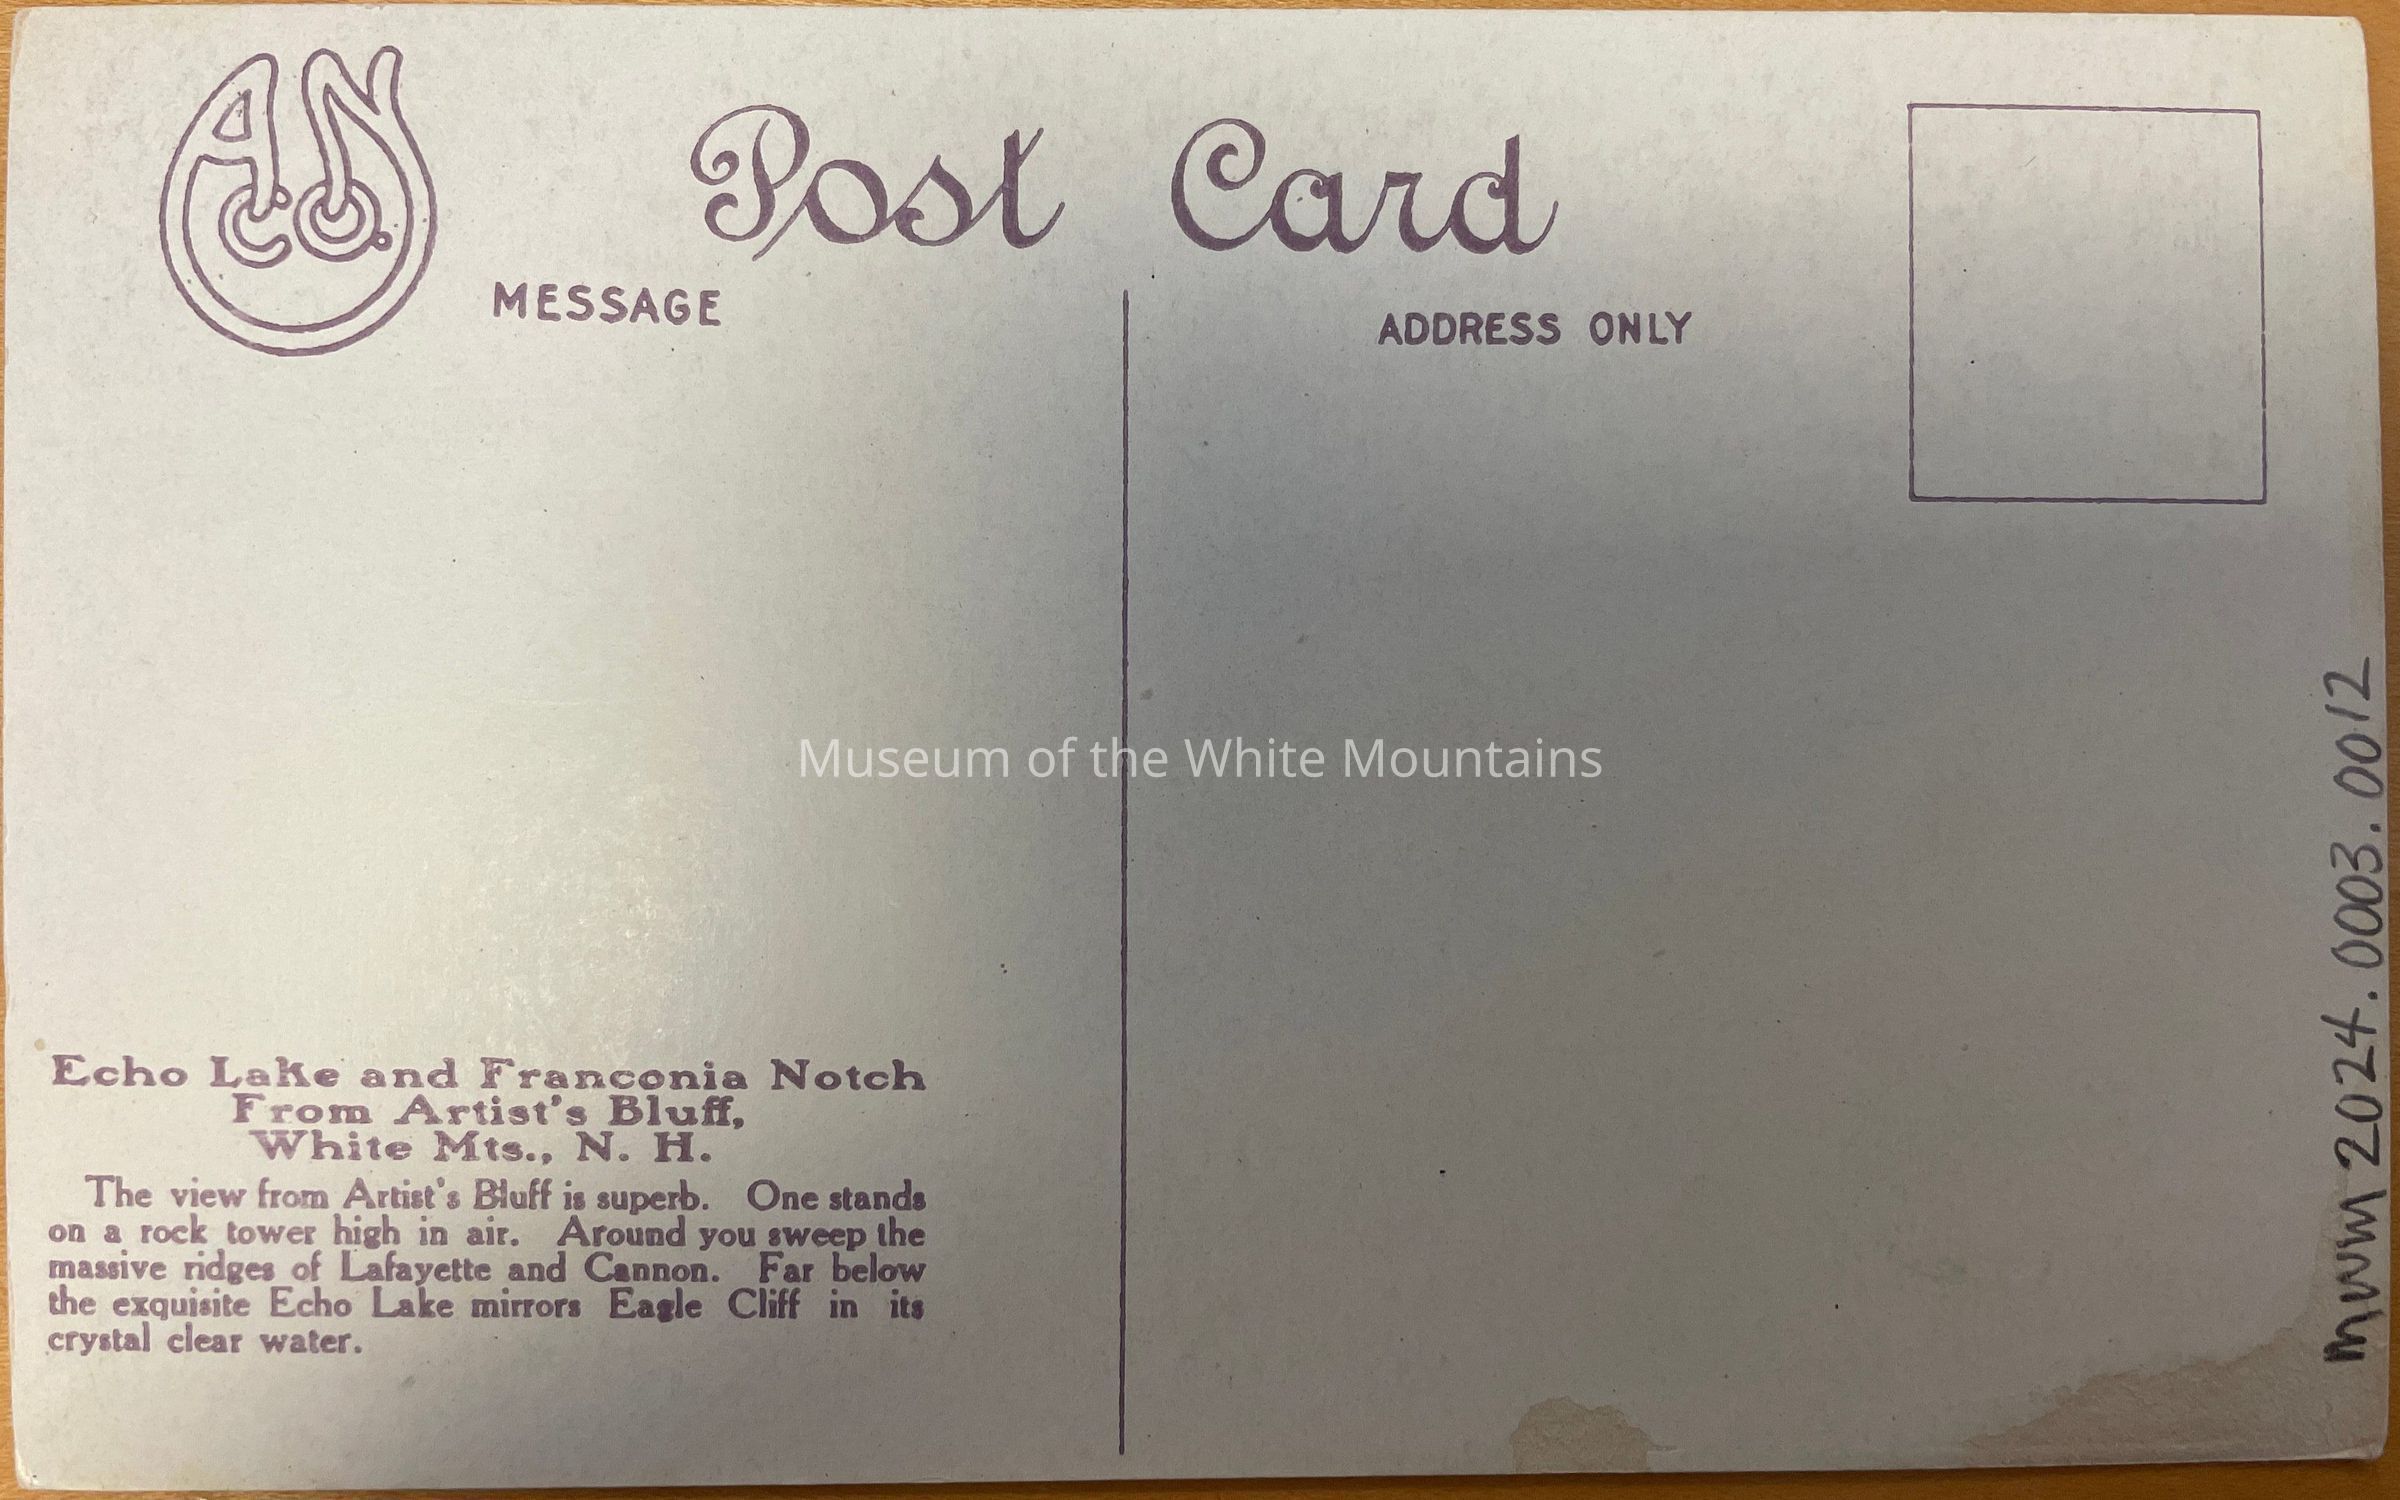 AN Co.
Post Card
MESSAGE
ADDRESS ONLY
Museum of the White Mountains
Echo Lake and Franconia Notch
From Artist's Bluff,
White Mts., N. H.
The view from Artist's Bluff is superb. One stands
on a rock tower high in air. Around you sweep the
massive ridges of Lafayette and Cannon. Far below
the exquisite Echo Lake mirrors Eagle Cliff in its
crystal clear water.
MWM 2024.0003.0012